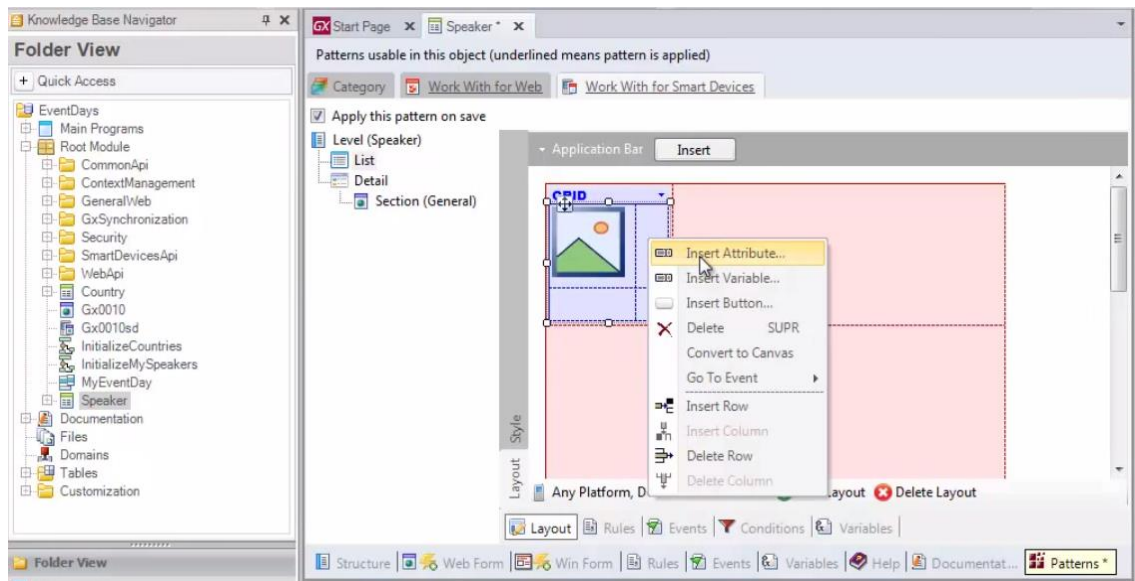 Knowledge Base Navigator
Folder View
+ Quick Access
EventDays
Main Programs
Root Module
CommonApi
ContextManagement
GeneralWeb
GxSynchronization
Security
SmartDevicesApi
WebApi
Country
Gx0010
Gx0010sd
InitializeCountries
InitializeMySpeakers
MyEventDay
Speaker
Documentation
Files
Domains
Tables
Customization
Folder View
GX Start Page Speaker *
Patterns usable in this object (underlined means pattern is applied)
Category Work With for Web Work With for Smart Devices
Apply this pattern on save
Level (Speaker)
List
Detail
Section (General)
Application Bar Insert
GRID
Insert Attribute...
Insert Variable...
Insert Button...
Delete SUPR
Convert to Canvas
Go To Event
Insert Row
Insert Column
Delete Row
Delete Column
Style
Layout
Any Platform, Delete Layout
Layout Rules Events Conditions Variables
Structure Web Form Win Form Rules Events Variables Help Documentat... Patterns *